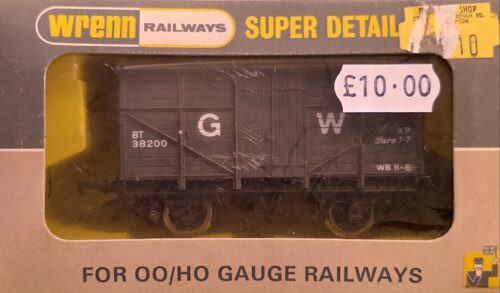 wrenn RAILWAYS SUPER DETAIL
SHOP
10
£10·00
G W
BT
38200
XP
Tare 7-7
WB 11-6
FOR OO/HO GAUGE RAILWAYS